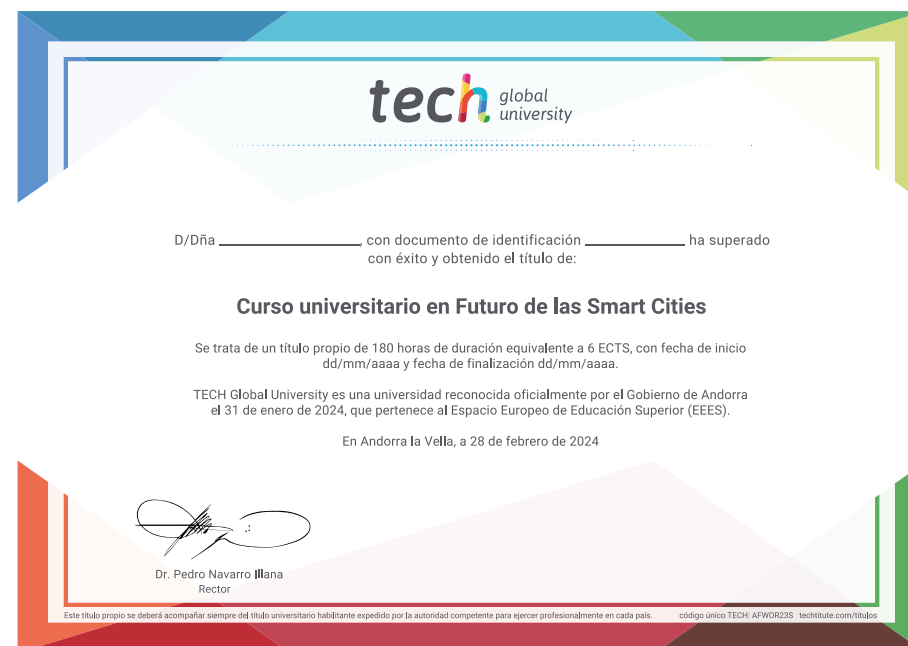 tech global university
D/Dña ____________________, con documento de identificación ______________ ha superado
con éxito y obtenido el título de:
Curso universitario en Futuro de las Smart Cities
Se trata de un título propio de 180 horas de duración equivalente a 6 ECTS, con fecha de inicio
dd/mm/aaaa y fecha de finalización dd/mm/aaaa.
TECH Global University es una universidad reconocida oficialmente por el Gobierno de Andorra
el 31 de enero de 2024, que pertenece al Espacio Europeo de Educación Superior (EEES).
En Andorra la Vella, a 28 de febrero de 2024
Dr. Pedro Navarro Illana
Rector
Este título propio se deberá acompañar siempre del título universitario habilitante expedido por la autoridad competente para ejercer profesionalmente en cada país. código único TECH: AFWOR23S techtitute.com/titulos